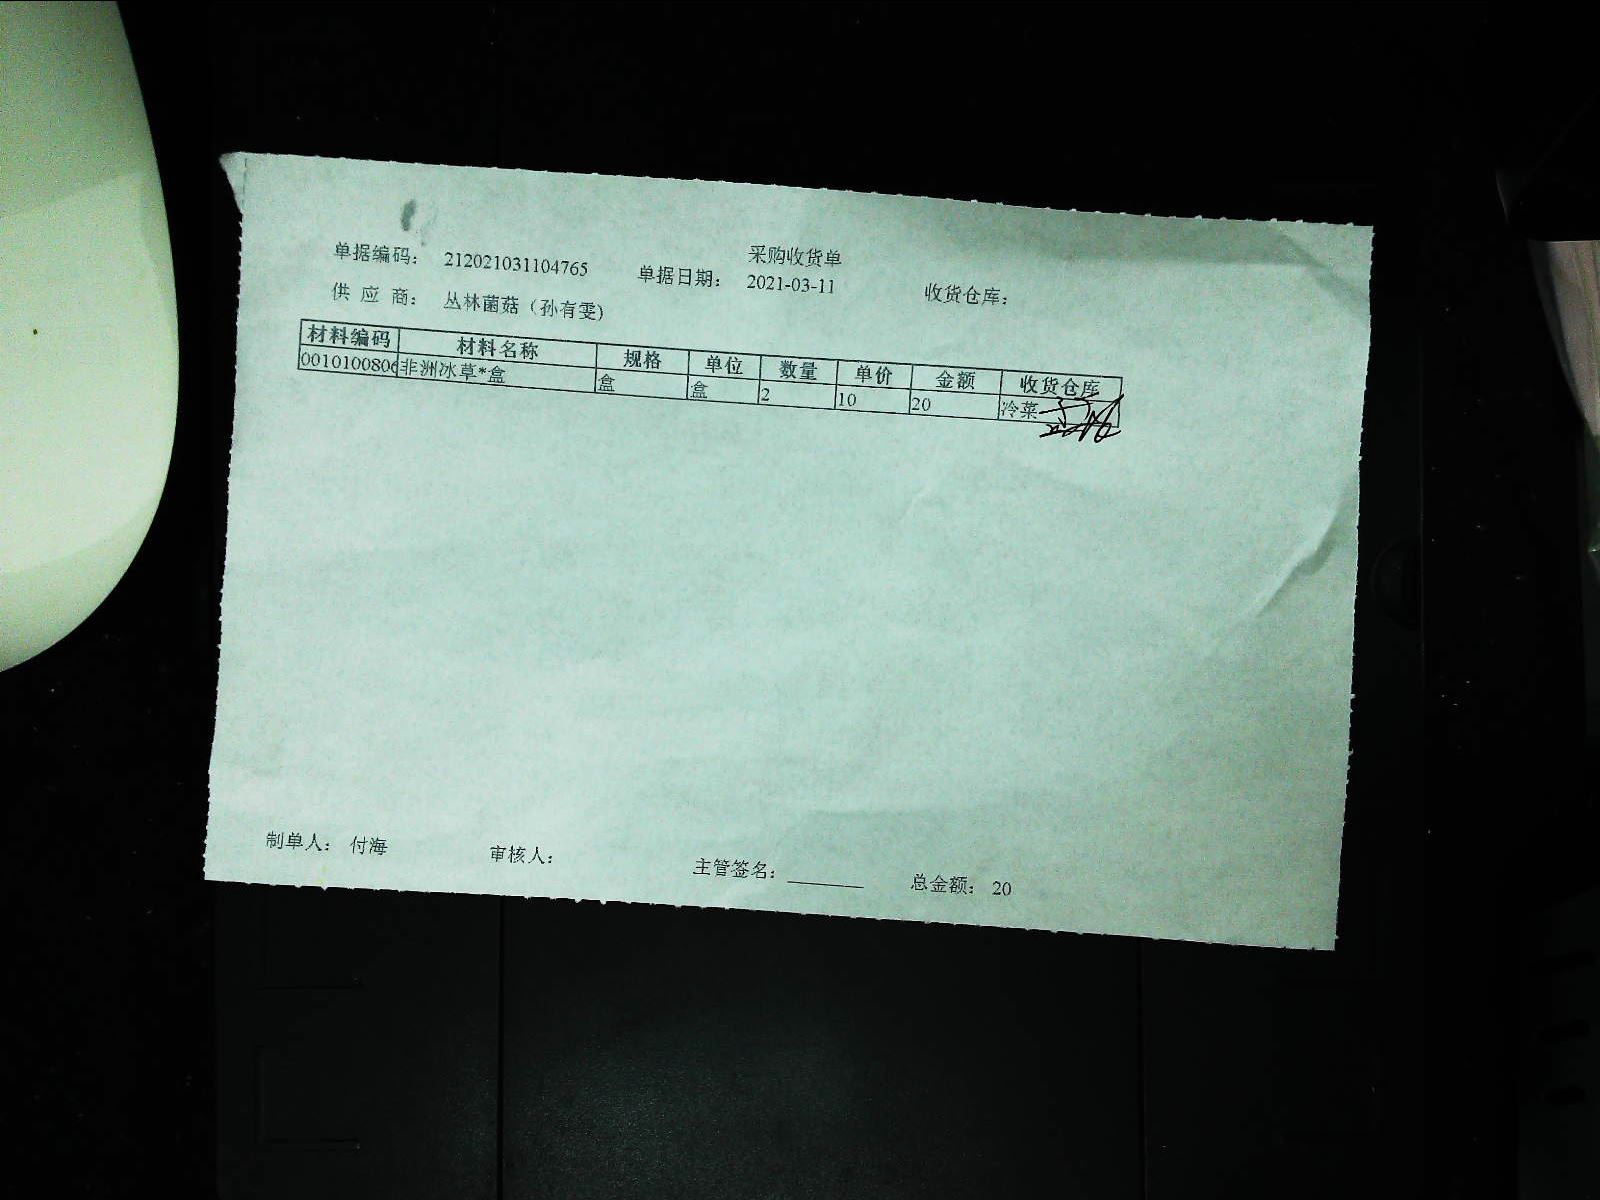 采购收货单
单据编码： 212021031104765 单据日期： 2021-03-11 收货仓库：
供 应 商： 丛林菌菇（孙有雯）
材料编码 材料名称 规格 单位 数量 单价 金额 收货仓库
0010100806 非洲冰草*盒 盒 盒 2 10 20 冷菜
制单人： 付海 审核人： 主管签名： 总金额： 20